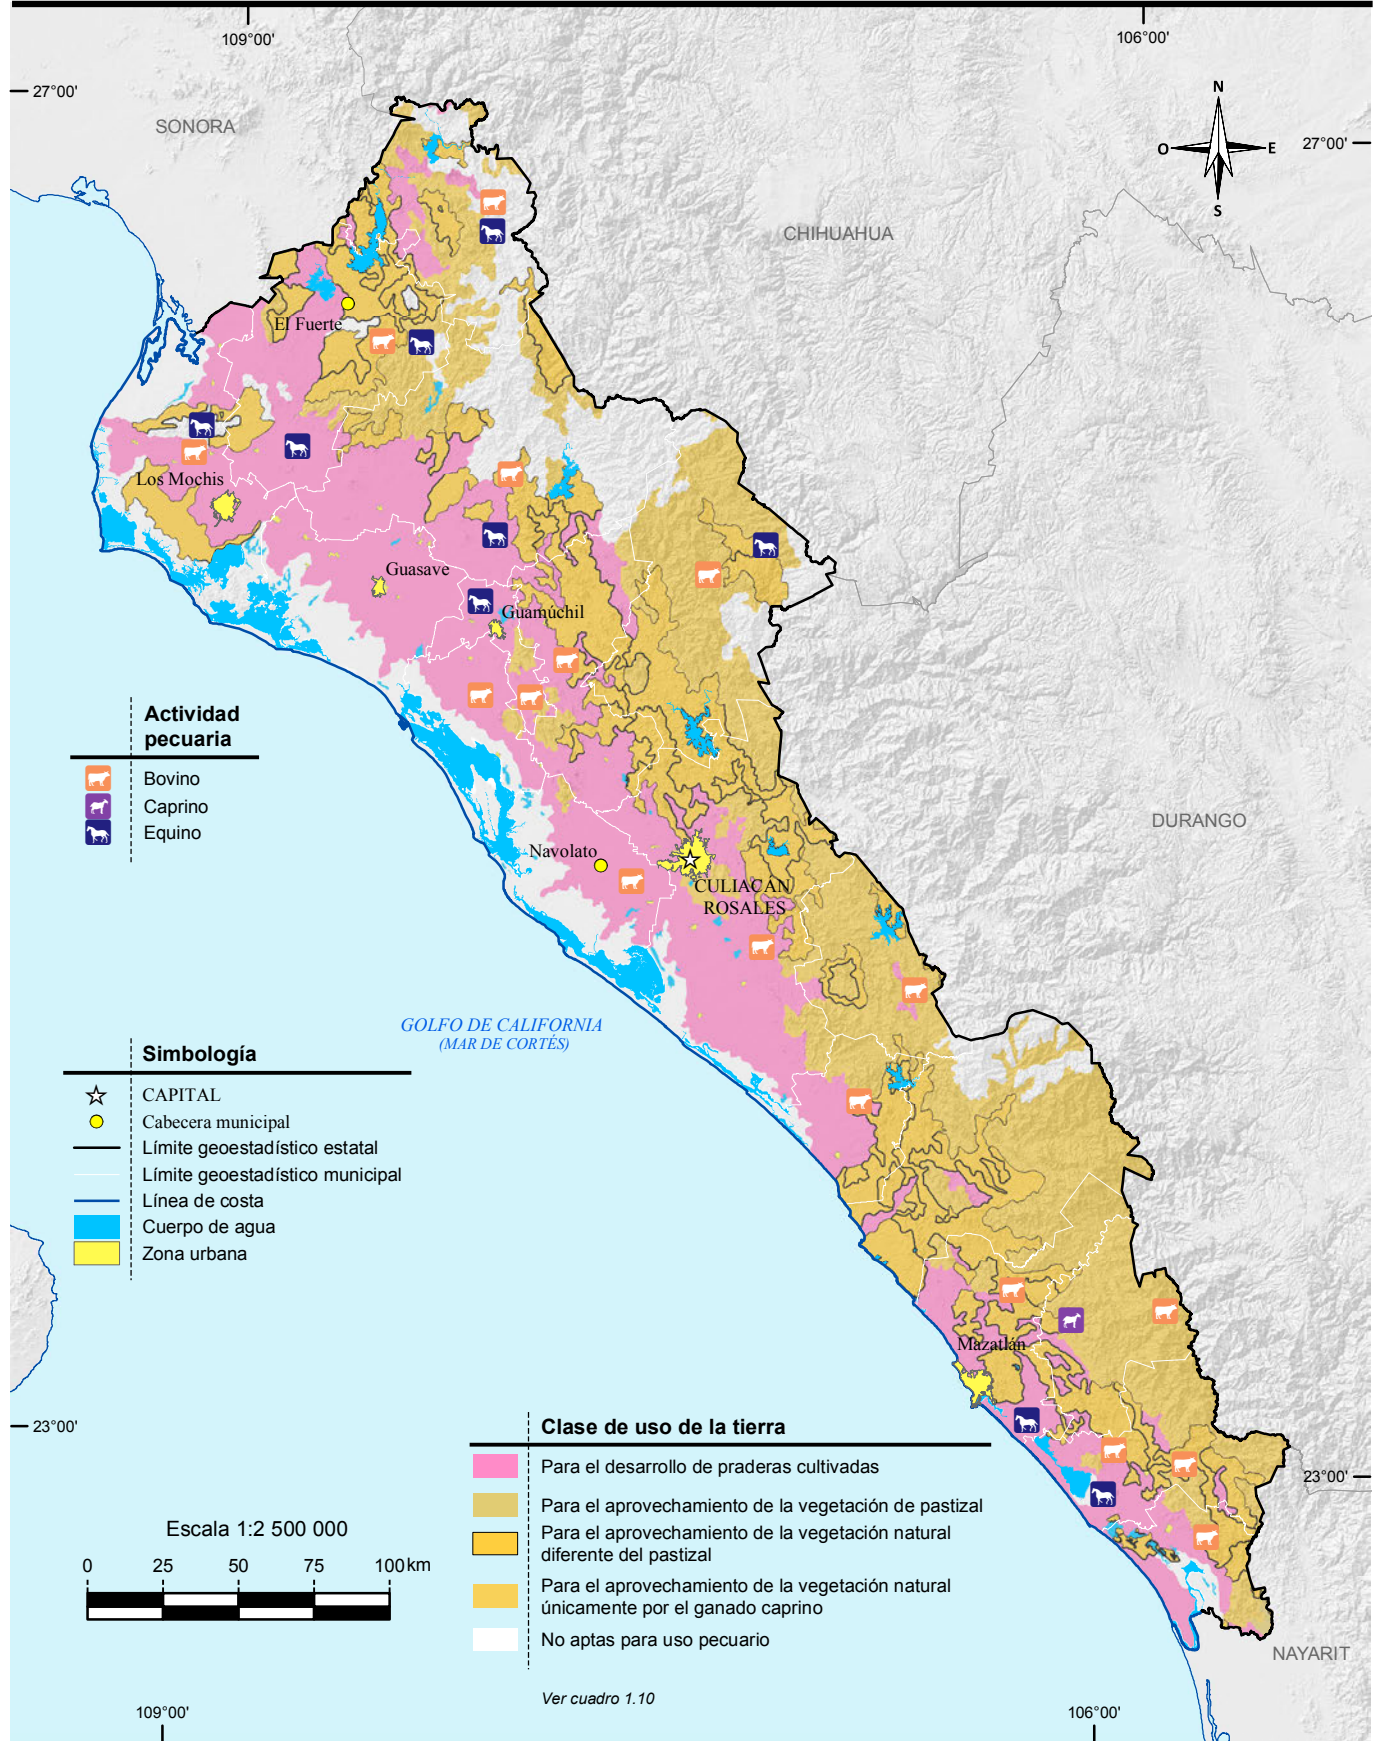 109°00'
106°00'
27°00'
SONORA
N
O
E
S
27°00'
CHIHUAHUA
El Fuerte
Los Mochis
Guasave
Guamúchil
Actividad
pecuaria
Bovino
Caprino
Equino
DURANGO
Navolato
CULIACÁN
ROSALES
GOLFO DE CALIFORNIA
(MAR DE CORTÉS)
Simbología
CAPITAL
Cabecera municipal
Límite geoestadístico estatal
Límite geoestadístico municipal
Línea de costa
Cuerpo de agua
Zona urbana
Mazatlán
23°00'
Clase de uso de la tierra
Para el desarrollo de praderas cultivadas
Para el aprovechamiento de la vegetación de pastizal
Para el aprovechamiento de la vegetación natural
diferente del pastizal
Para el aprovechamiento de la vegetación natural
únicamente por el ganado caprino
No aptas para uso pecuario
23°00'
Escala 1:2 500 000
0 25 50 75 100 km
NAYARIT
Ver cuadro 1.10
109°00'
106°00'